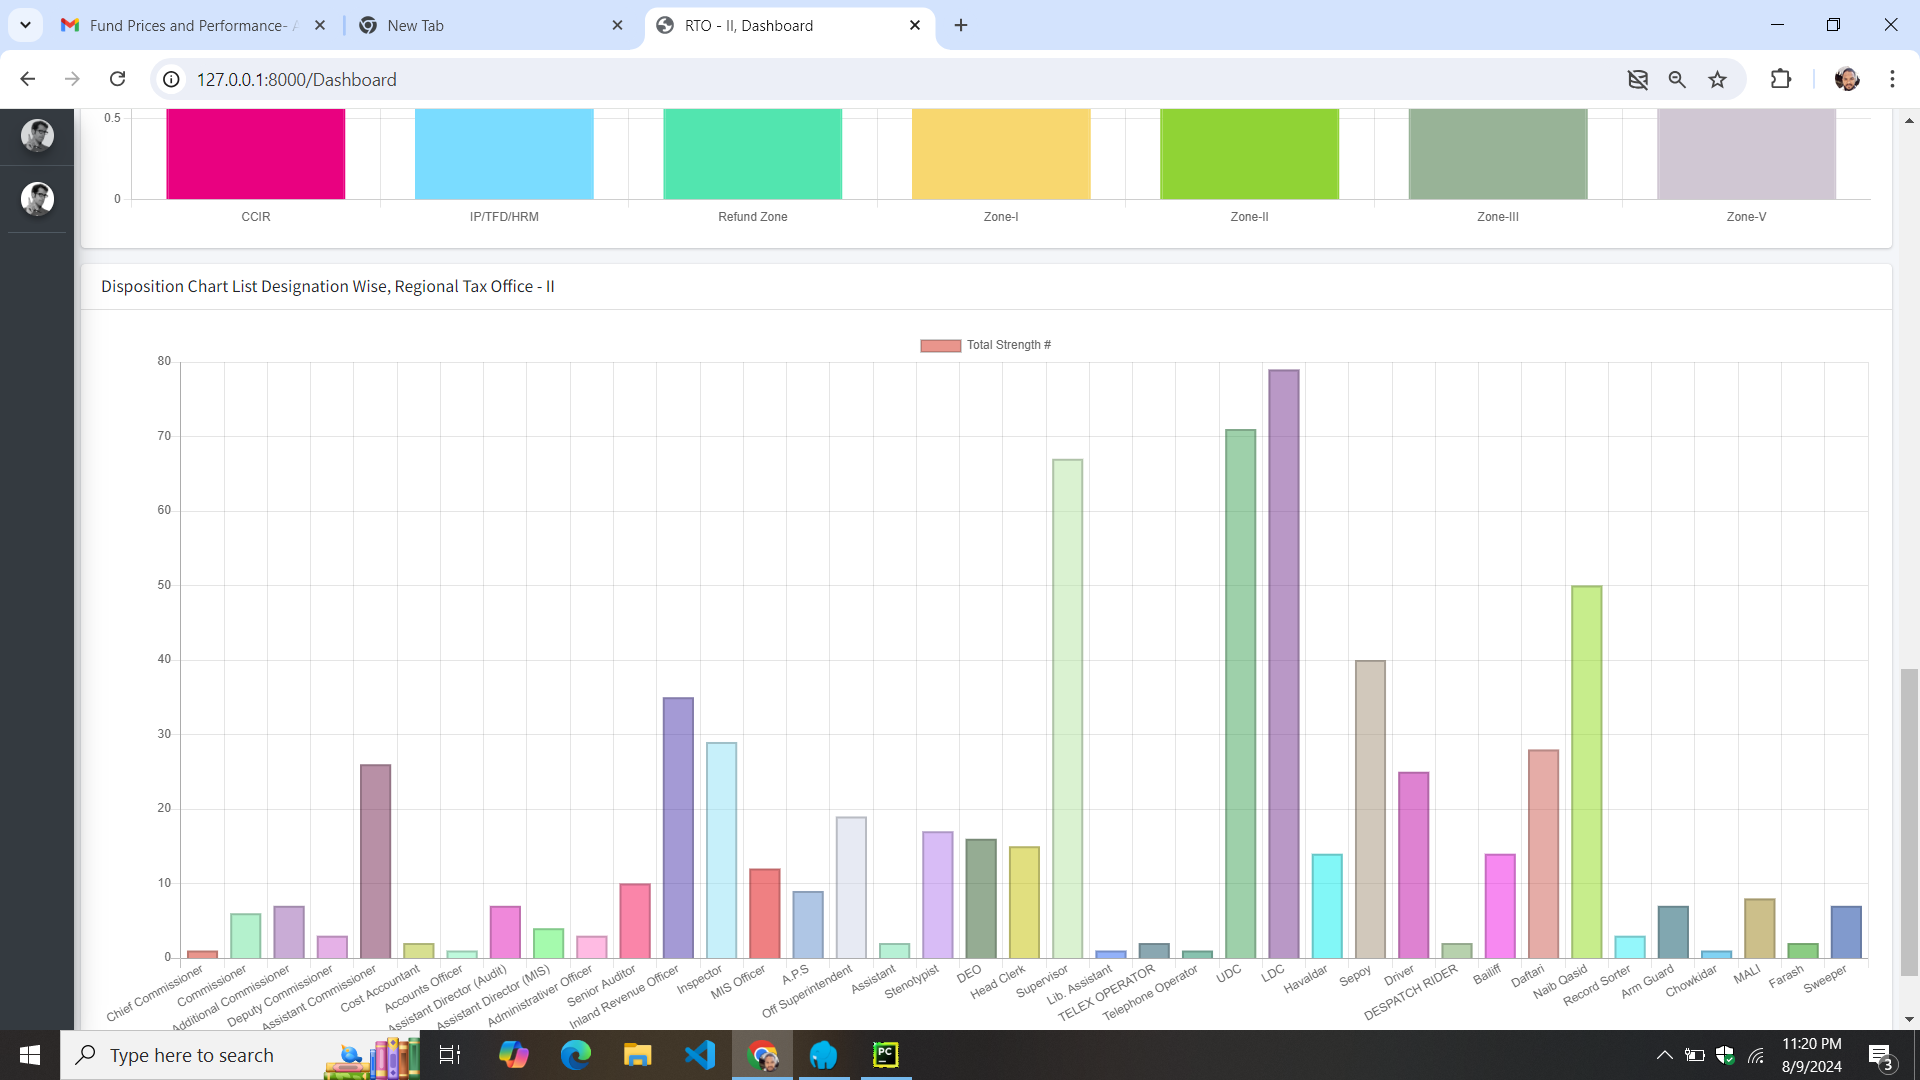 Fund Prices and Performance- A
New Tab
RTO - II, Dashboard
127.0.0.1:8000/Dashboard
0.5
0
CCIR
IP/TFD/HRM
Refund Zone
Zone-I
Zone-II
Zone-III
Zone-V
Disposition Chart List Designation Wise, Regional Tax Office - II
Total Strength #
80
70
60
50
40
30
20
10
0
Chief Commissioner
Commissioner
Additional Commissioner
Deputy Commissioner
Assistant Commissioner
Cost Accountant
Accounts Officer
Assistant Director (Audit)
Assistant Director (MIS)
Administrativer Officer
Senior Auditor
Inland Revenue Officer
Inspector
MIS Officer
A.P.S
Off Superintendent
Assistant
Stenotypist
DEO
Head Clerk
Supervisor
Lib. Assistant
TELEX OPERATOR
Telephone Operator
UDC
LDC
Havaldar
Sepoy
Driver
DESPATCH RIDER
Bailiff
Daftari
Naib Qasid
Record Sorter
Arm Guard
Chowkidar
MALI
Farash
Sweeper
Type here to search
PC
11:20 PM
8/9/2024
3